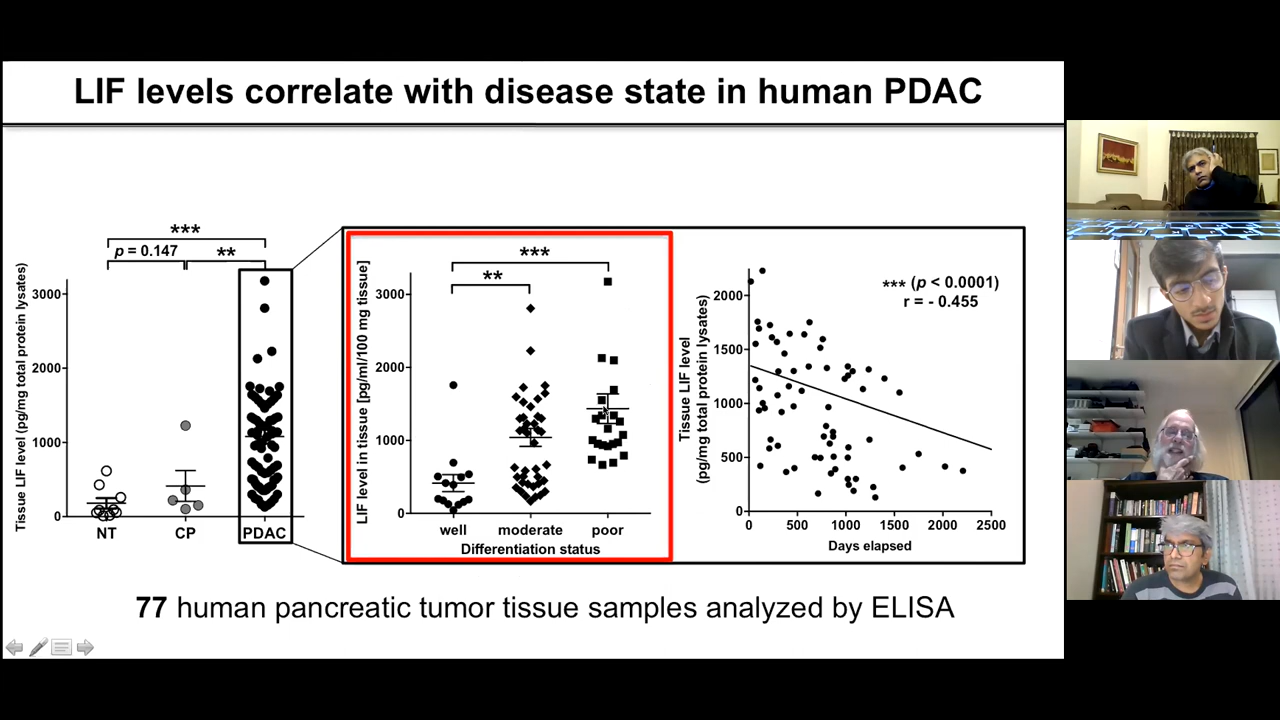 LIF levels correlate with disease state in human PDAC
Tissue LIF level (pg/mg total protein lysates)
***
p = 0.147
**
3000
2000
1000
0
NT
CP
PDAC
LIF level in tissue [pg/ml/100 mg tissue]
***
**
3000
2000
1000
0
well
moderate
poor
Differentiation status
Tissue LIF level
(pg/mg total protein lysates)
*** (p < 0.0001)
r = - 0.455
2000
1500
1000
500
0
0
500
1000
1500
2000
2500
Days elapsed
77 human pancreatic tumor tissue samples analyzed by ELISA